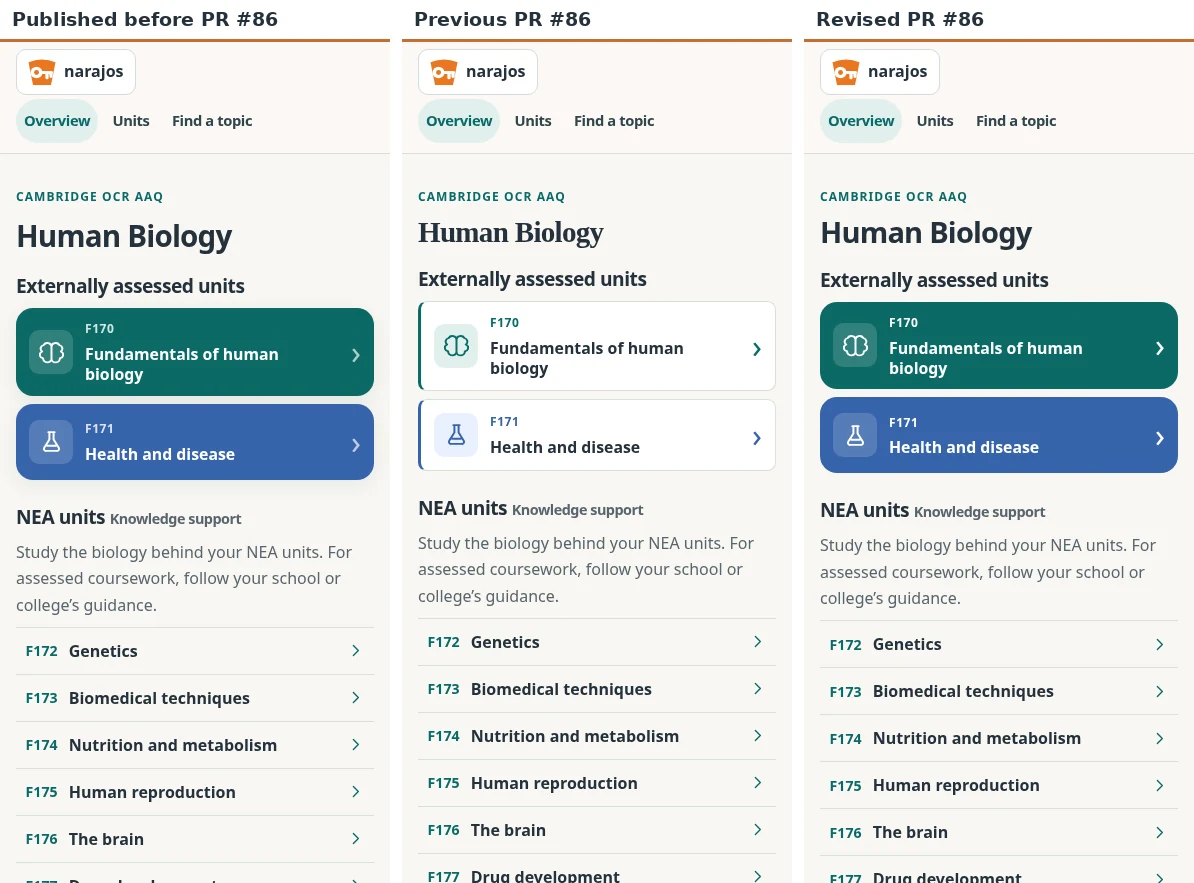 Published before PR #86
narajos
Overview Units Find a topic
CAMBRIDGE OCR AAQ
Human Biology
Externally assessed units
F170
Fundamentals of human
biology
F171
Health and disease
NEA units Knowledge support
Study the biology behind your NEA units. For
assessed coursework, follow your school or
college’s guidance.
F172 Genetics
F173 Biomedical techniques
F174 Nutrition and metabolism
F175 Human reproduction
F176 The brain
Previous PR #86
narajos
Overview Units Find a topic
CAMBRIDGE OCR AAQ
Human Biology
Externally assessed units
F170
Fundamentals of human
biology
F171
Health and disease
NEA units Knowledge support
Study the biology behind your NEA units. For
assessed coursework, follow your school or
college’s guidance.
F172 Genetics
F173 Biomedical techniques
F174 Nutrition and metabolism
F175 Human reproduction
F176 The brain
F177 Drug development
Revised PR #86
narajos
Overview Units Find a topic
CAMBRIDGE OCR AAQ
Human Biology
Externally assessed units
F170
Fundamentals of human
biology
F171
Health and disease
NEA units Knowledge support
Study the biology behind your NEA units. For
assessed coursework, follow your school or
college’s guidance.
F172 Genetics
F173 Biomedical techniques
F174 Nutrition and metabolism
F175 Human reproduction
F176 The brain
F177 Drug development